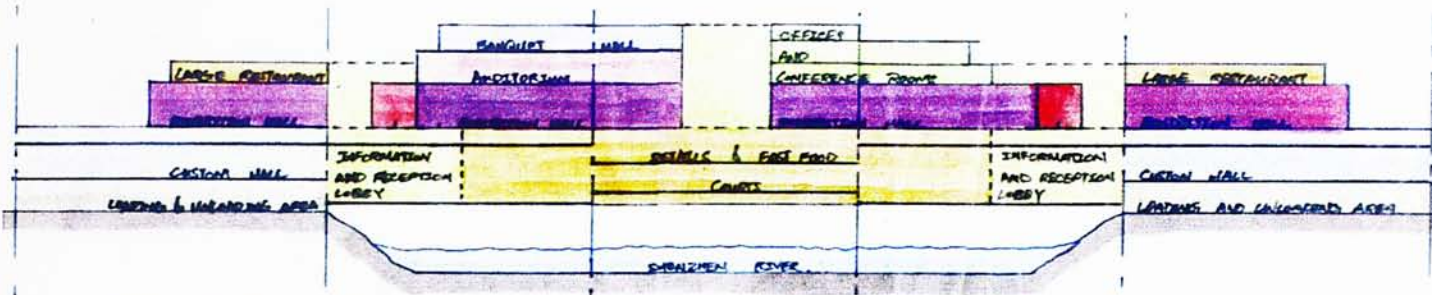 BANQUET HALL
OFFICES
AND
CONFERENCE ROOMS
LARGE RESTAURANT
AUDITORIUM
LARGE RESTAURANT
EXHIBITION HALL
EXHIBITION HALL
EXHIBITION HALL
EXHIBITION HALL
INFORMATION
AND RECEPTION
LOBBY
RETAILS & FAST FOOD
COURTS
INFORMATION
AND RECEPTION
LOBBY
CUSTOM HALL
CUSTOM HALL
LOADING & UNLOADING AREA
LOADING AND UNLOADING AREA
SHENZHEN RIVER